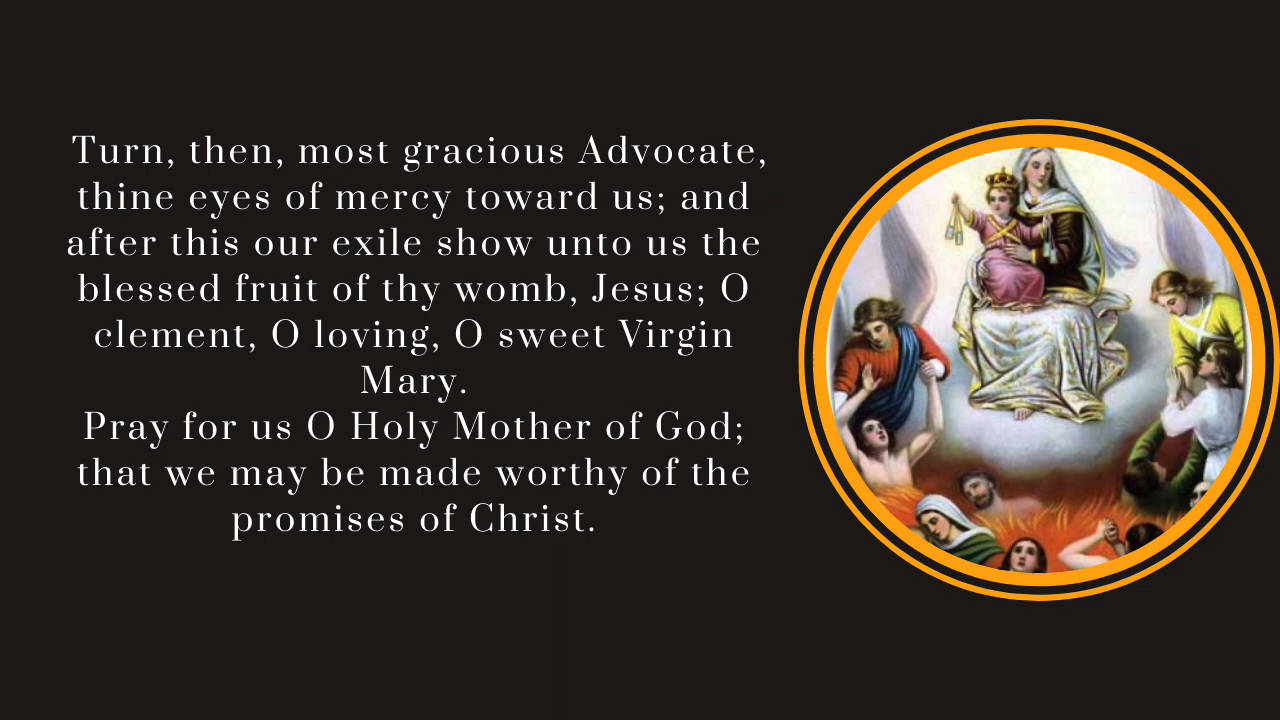 Turn, then, most gracious Advocate,
thine eyes of mercy toward us; and
after this our exile show unto us the
blessed fruit of thy womb, Jesus; O
clement, O loving, O sweet Virgin
Mary.
Pray for us O Holy Mother of God;
that we may be made worthy of the
promises of Christ.